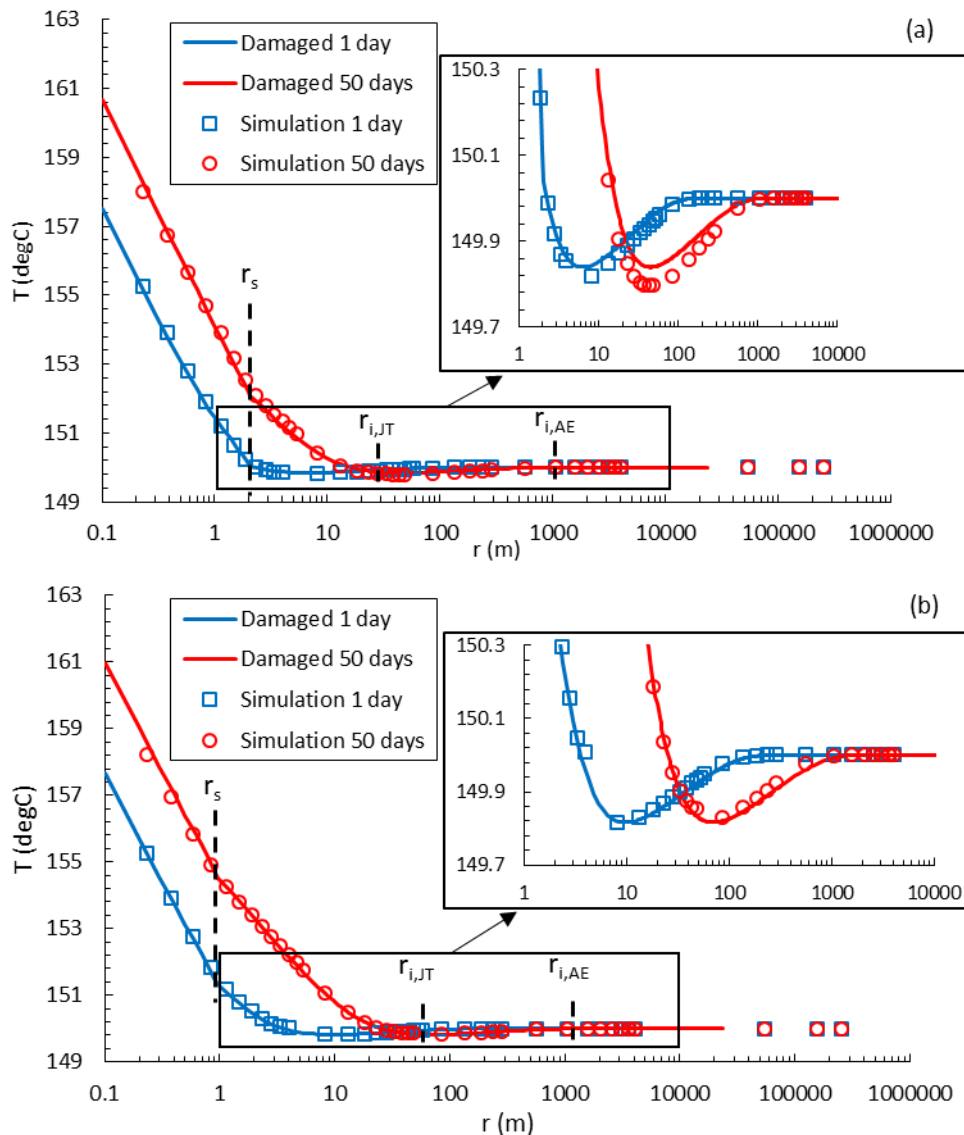 (a)
T (degC)
163
161
159
157
155
153
151
149
Damaged 1 day
Damaged 50 days
Simulation 1 day
Simulation 50 days
150.3
150.1
149.9
149.7
1 10 100 1000 10000
rs
ri,JT
ri,AE
0.1 1 10 100 1000 10000 100000 1000000
r (m)
(b)
T (degC)
163
161
159
157
155
153
151
149
Damaged 1 day
Damaged 50 days
Simulation 1 day
Simulation 50 days
150.3
150.1
149.9
149.7
1 10 100 1000 10000
rs
ri,JT
ri,AE
0.1 1 10 100 1000 10000 100000 1000000
r (m)